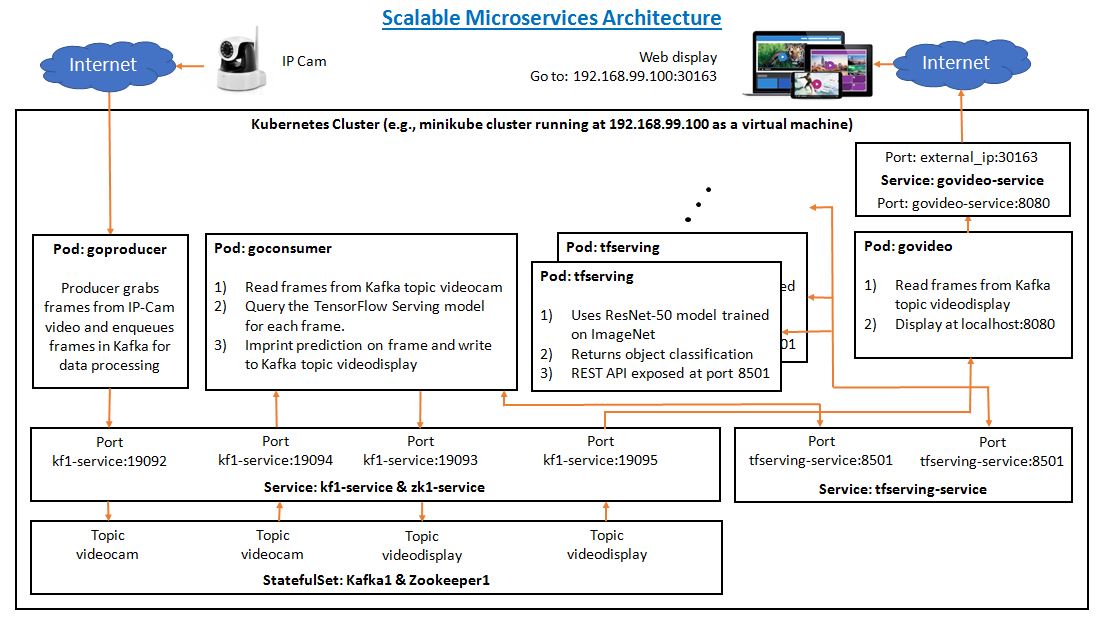 Scalable Microservices Architecture
Internet
IP Cam
Web display
Go to: 192.168.99.100:30163
Internet
Kubernetes Cluster (e.g., minikube cluster running at 192.168.99.100 as a virtual machine)
Port: external_ip:30163
Service: govideo-service
Port: govideo-service:8080
Pod: goproducer
Producer grabs
frames from IP-Cam
video and enqueues
frames in Kafka for
data processing
Pod: goconsumer
1) Read frames from Kafka topic videocam
2) Query the TensorFlow Serving model
for each frame.
3) Imprint prediction on frame and write
to Kafka topic videodisplay
Pod: tfserving
ed
01
Pod: tfserving
1) Uses ResNet-50 model trained
on ImageNet
2) Returns object classification
3) REST API exposed at port 8501
Pod: govideo
1) Read frames from Kafka
topic videodisplay
2) Display at localhost:8080
Port
kf1-service:19092
Port
kf1-service:19094
Port
kf1-service:19093
Port
kf1-service:19095
Service: kf1-service & zk1-service
Port
tfserving-service:8501
Port
tfserving-service:8501
Service: tfserving-service
Topic
videocam
Topic
videocam
Topic
videodisplay
Topic
videodisplay
StatefulSet: Kafka1 & Zookeeper1